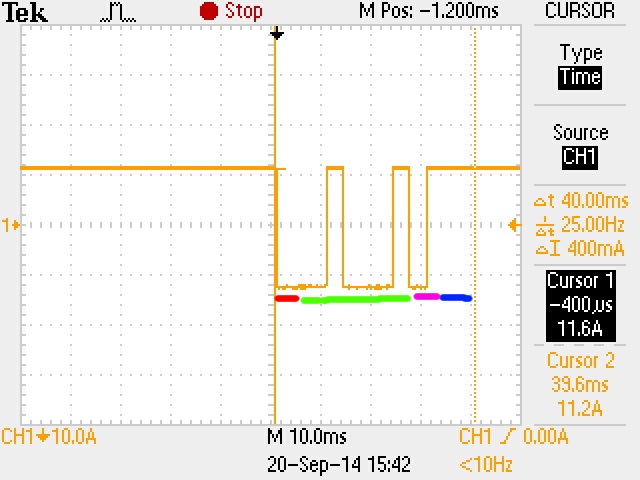 Tek Stop M Pos: -1.200ms CURSOR
Type
Time
Source
CH1
Δt 40.00ms
1/Δt 25.00Hz
ΔI 400mA
1
Cursor 1
-400µs
11.6A
Cursor 2
39.6ms
11.2A
CH1 10.0A M 10.0ms CH1 0.00A
20-Sep-14 15:42 <10Hz